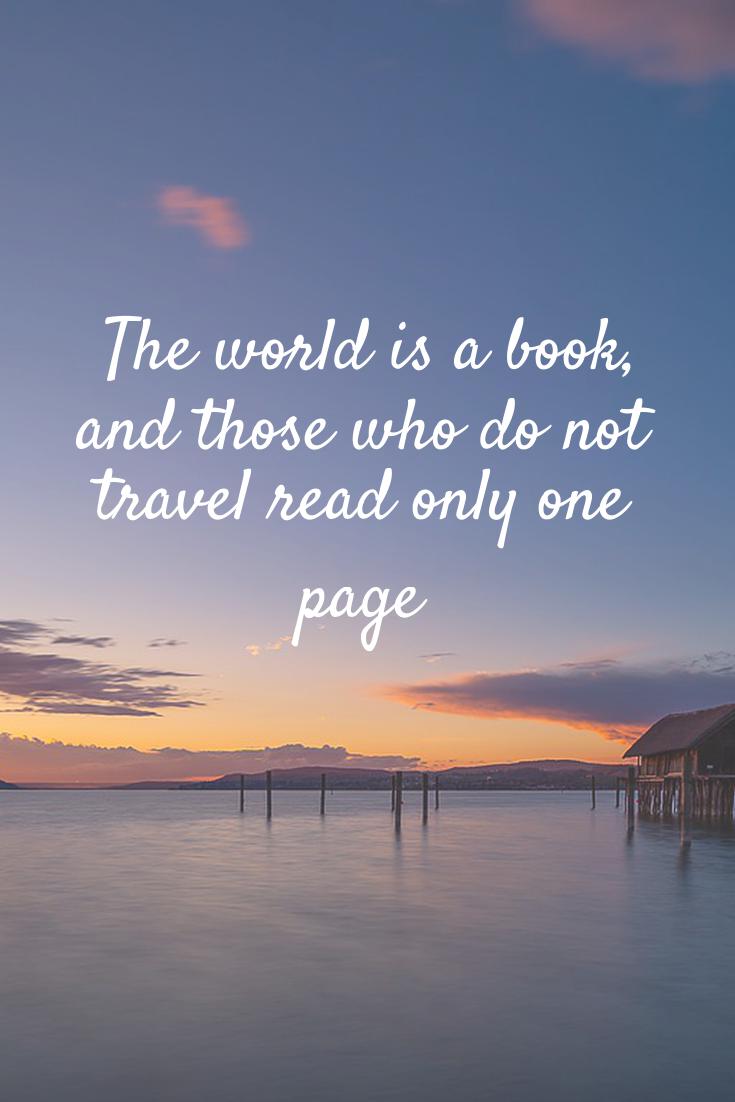 The world is a book,
and those who do not
travel read only one
page